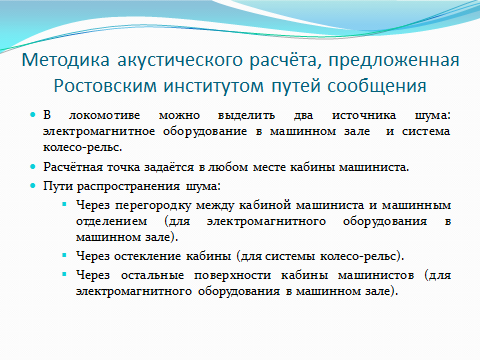 Методика акустического расчёта, предложенная
Ростовским институтом путей сообщения
В локомотиве можно выделить два источника шума:
электромагнитное оборудование в машинном зале и система
колесо-рельс.
Расчётная точка задаётся в любом месте кабины машиниста.
Пути распространения шума:
Через перегородку между кабиной машиниста и машинным
отделением (для электромагнитного оборудования в
машинном зале).
Через остекление кабины (для системы колесо-рельс).
Через остальные поверхности кабины машинистов (для
электромагнитного оборудования в машинном зале).